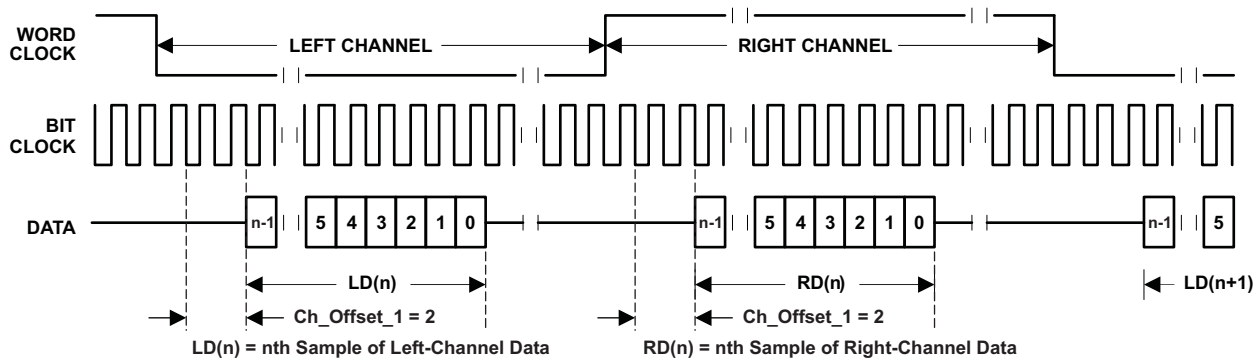 WORD CLOCK
LEFT CHANNEL
RIGHT CHANNEL
BIT CLOCK
DATA
n-1 5 4 3 2 1 0
n-1 5 4 3 2 1 0
n-1 5
LD(n)
RD(n)
LD(n+1)
Ch_Offset_1 = 2
Ch_Offset_1 = 2
LD(n) = nth Sample of Left-Channel Data
RD(n) = nth Sample of Right-Channel Data